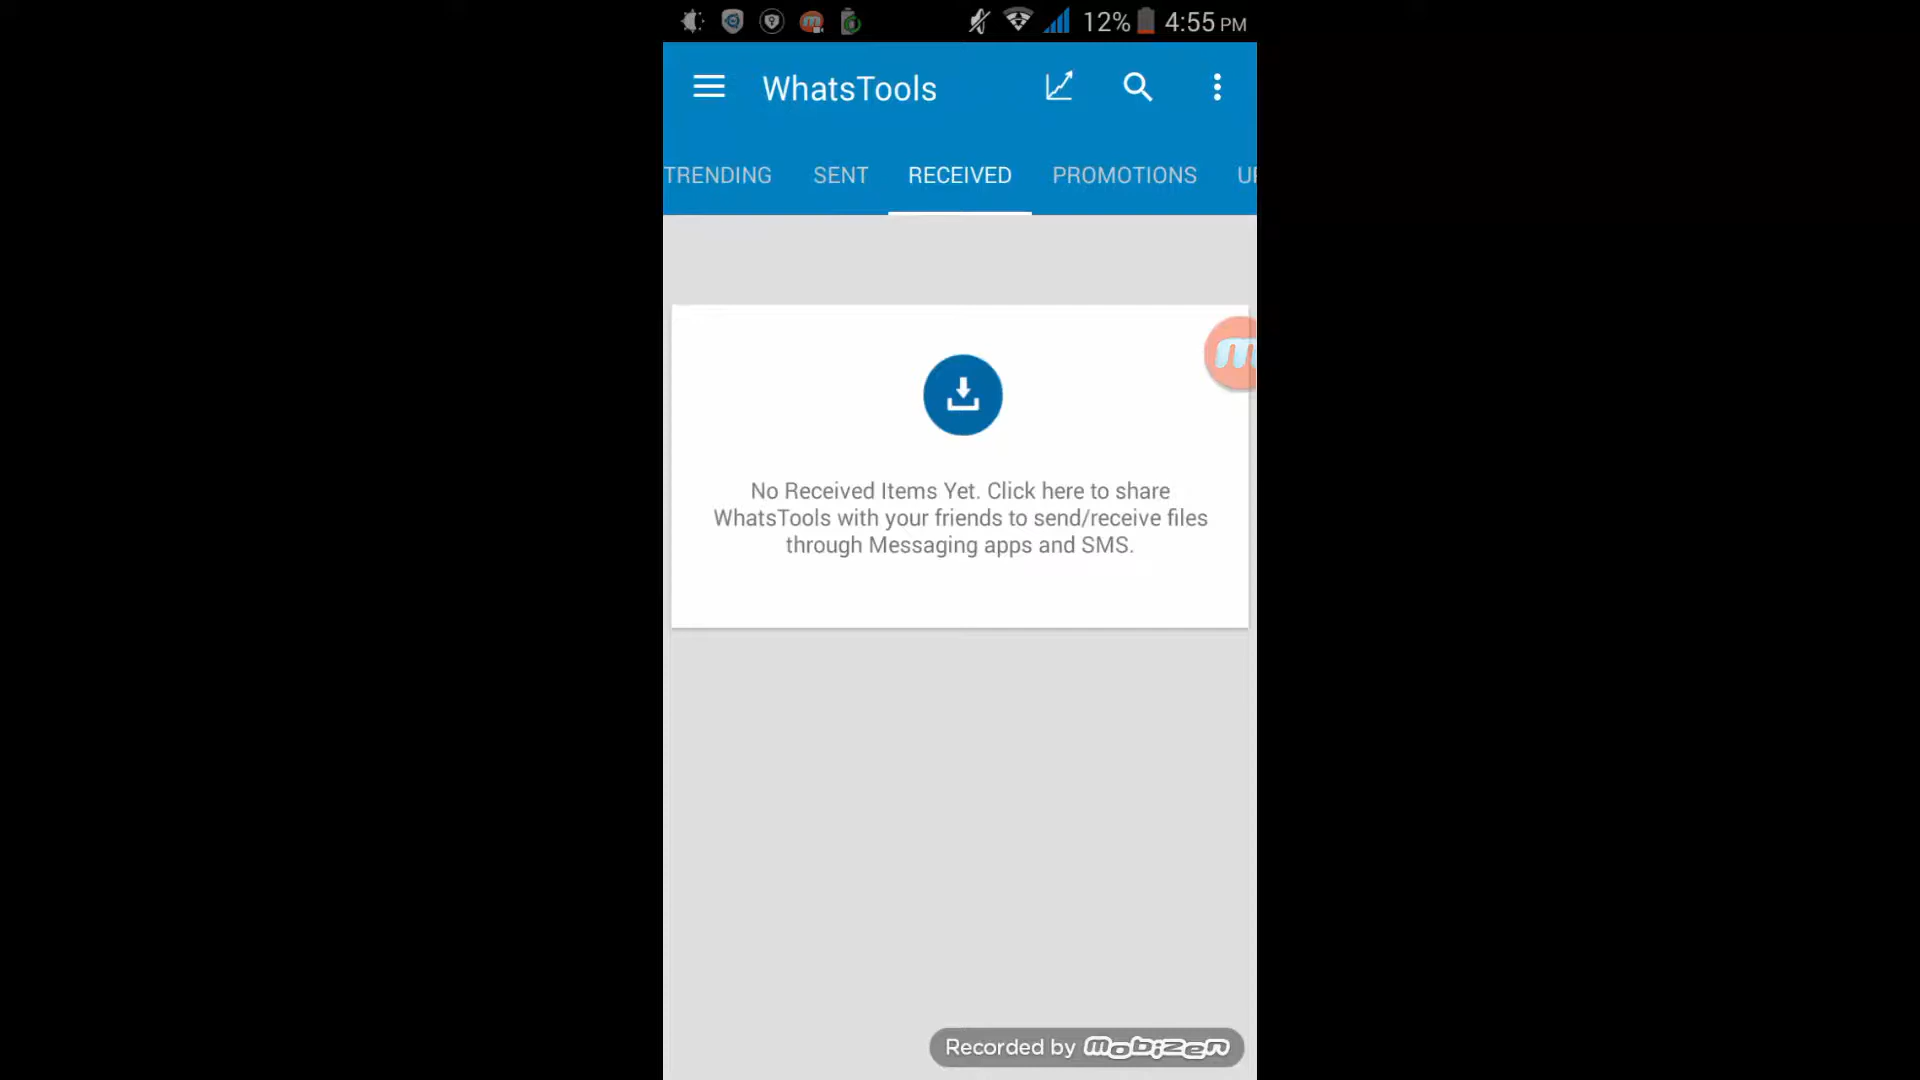 12% 4:55 PM
WhatsTools
TRENDING SENT RECEIVED PROMOTIONS
No Received Items Yet. Click here to share
WhatsTools with your friends to send/receive files
through Messaging apps and SMS.
Recorded by mobizen